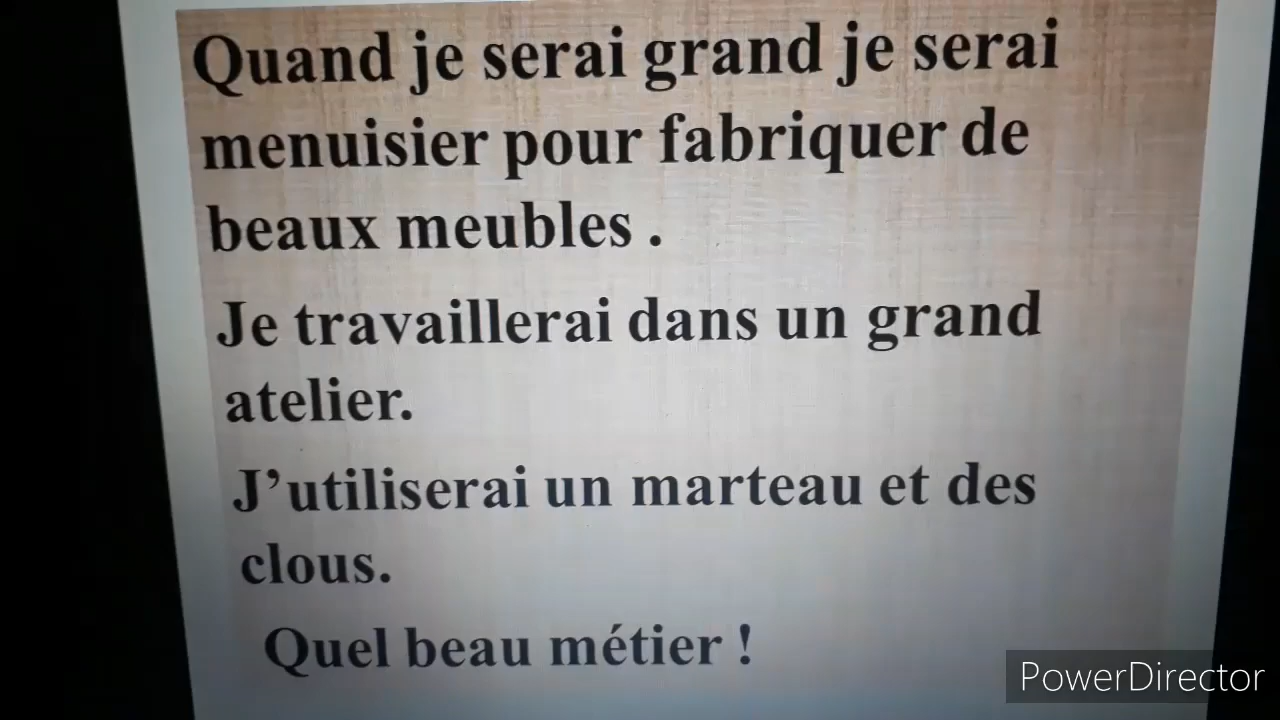 Quand je serai grand je serai
menuisier pour fabriquer de
beaux meubles .
Je travaillerai dans un grand
atelier.
J’utiliserai un marteau et des
clous.
Quel beau métier !
PowerDirector